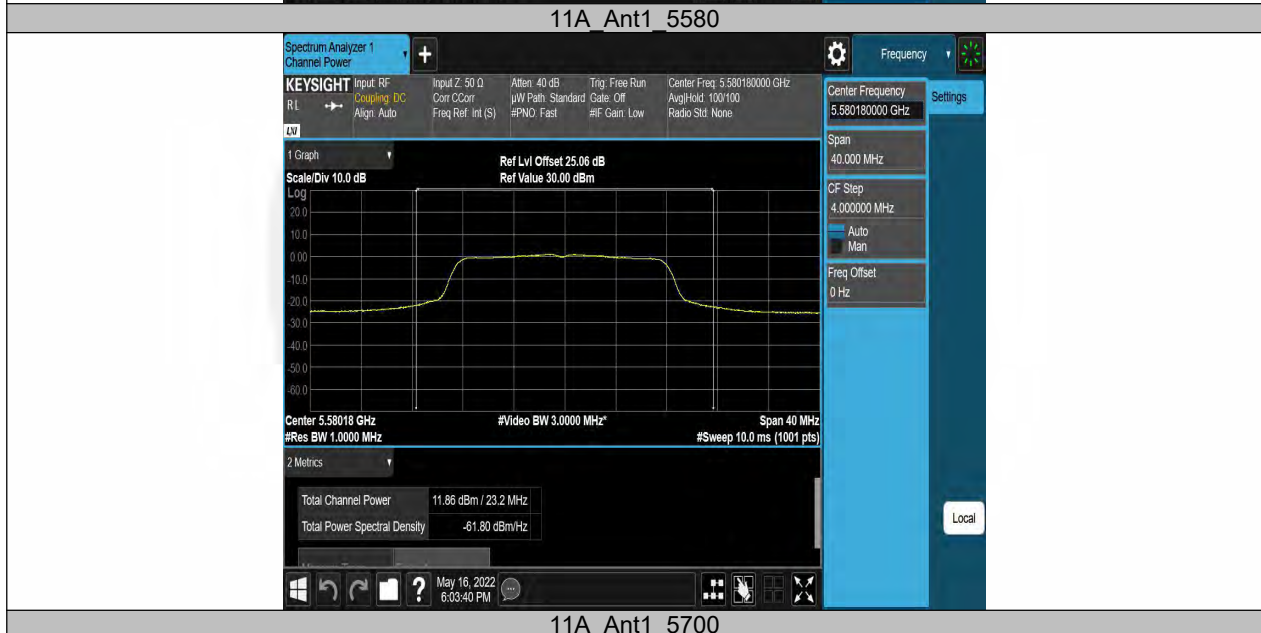 11A_Ant1_5580
Spectrum Analyzer 1
Channel Power
+
Frequency
KEYSIGHT
Input: RF
Coupling: DC
Align: Auto
Input Z: 50 Ω
Corr CCorr
Freq Ref: Int (S)
Atten: 40 dB
µW Path: Standard
#PNO: Fast
Trig: Free Run
Gate: Off
#IF Gain: Low
Center Freq: 5.580180000 GHz
Avg|Hold: 100/100
Radio Std: None
RL
LXI
Center Frequency
5.580180000 GHz
Settings
Span
40.000 MHz
CF Step
4.000000 MHz
Auto
Man
Freq Offset
0 Hz
1 Graph
Scale/Div 10.0 dB
Ref Lvl Offset 25.06 dB
Ref Value 30.00 dBm
Log
20.0
10.0
0.00
-10.0
-20.0
-30.0
-40.0
-50.0
-60.0
Center 5.58018 GHz
#Video BW 3.0000 MHz*
Span 40 MHz
#Res BW 1.0000 MHz
#Sweep 10.0 ms (1001 pts)
2 Metrics
Total Channel Power 11.86 dBm / 23.2 MHz
Total Power Spectral Density -61.80 dBm/Hz
Local
?
May 16, 2022
6:03:40 PM
11A_Ant1_5700